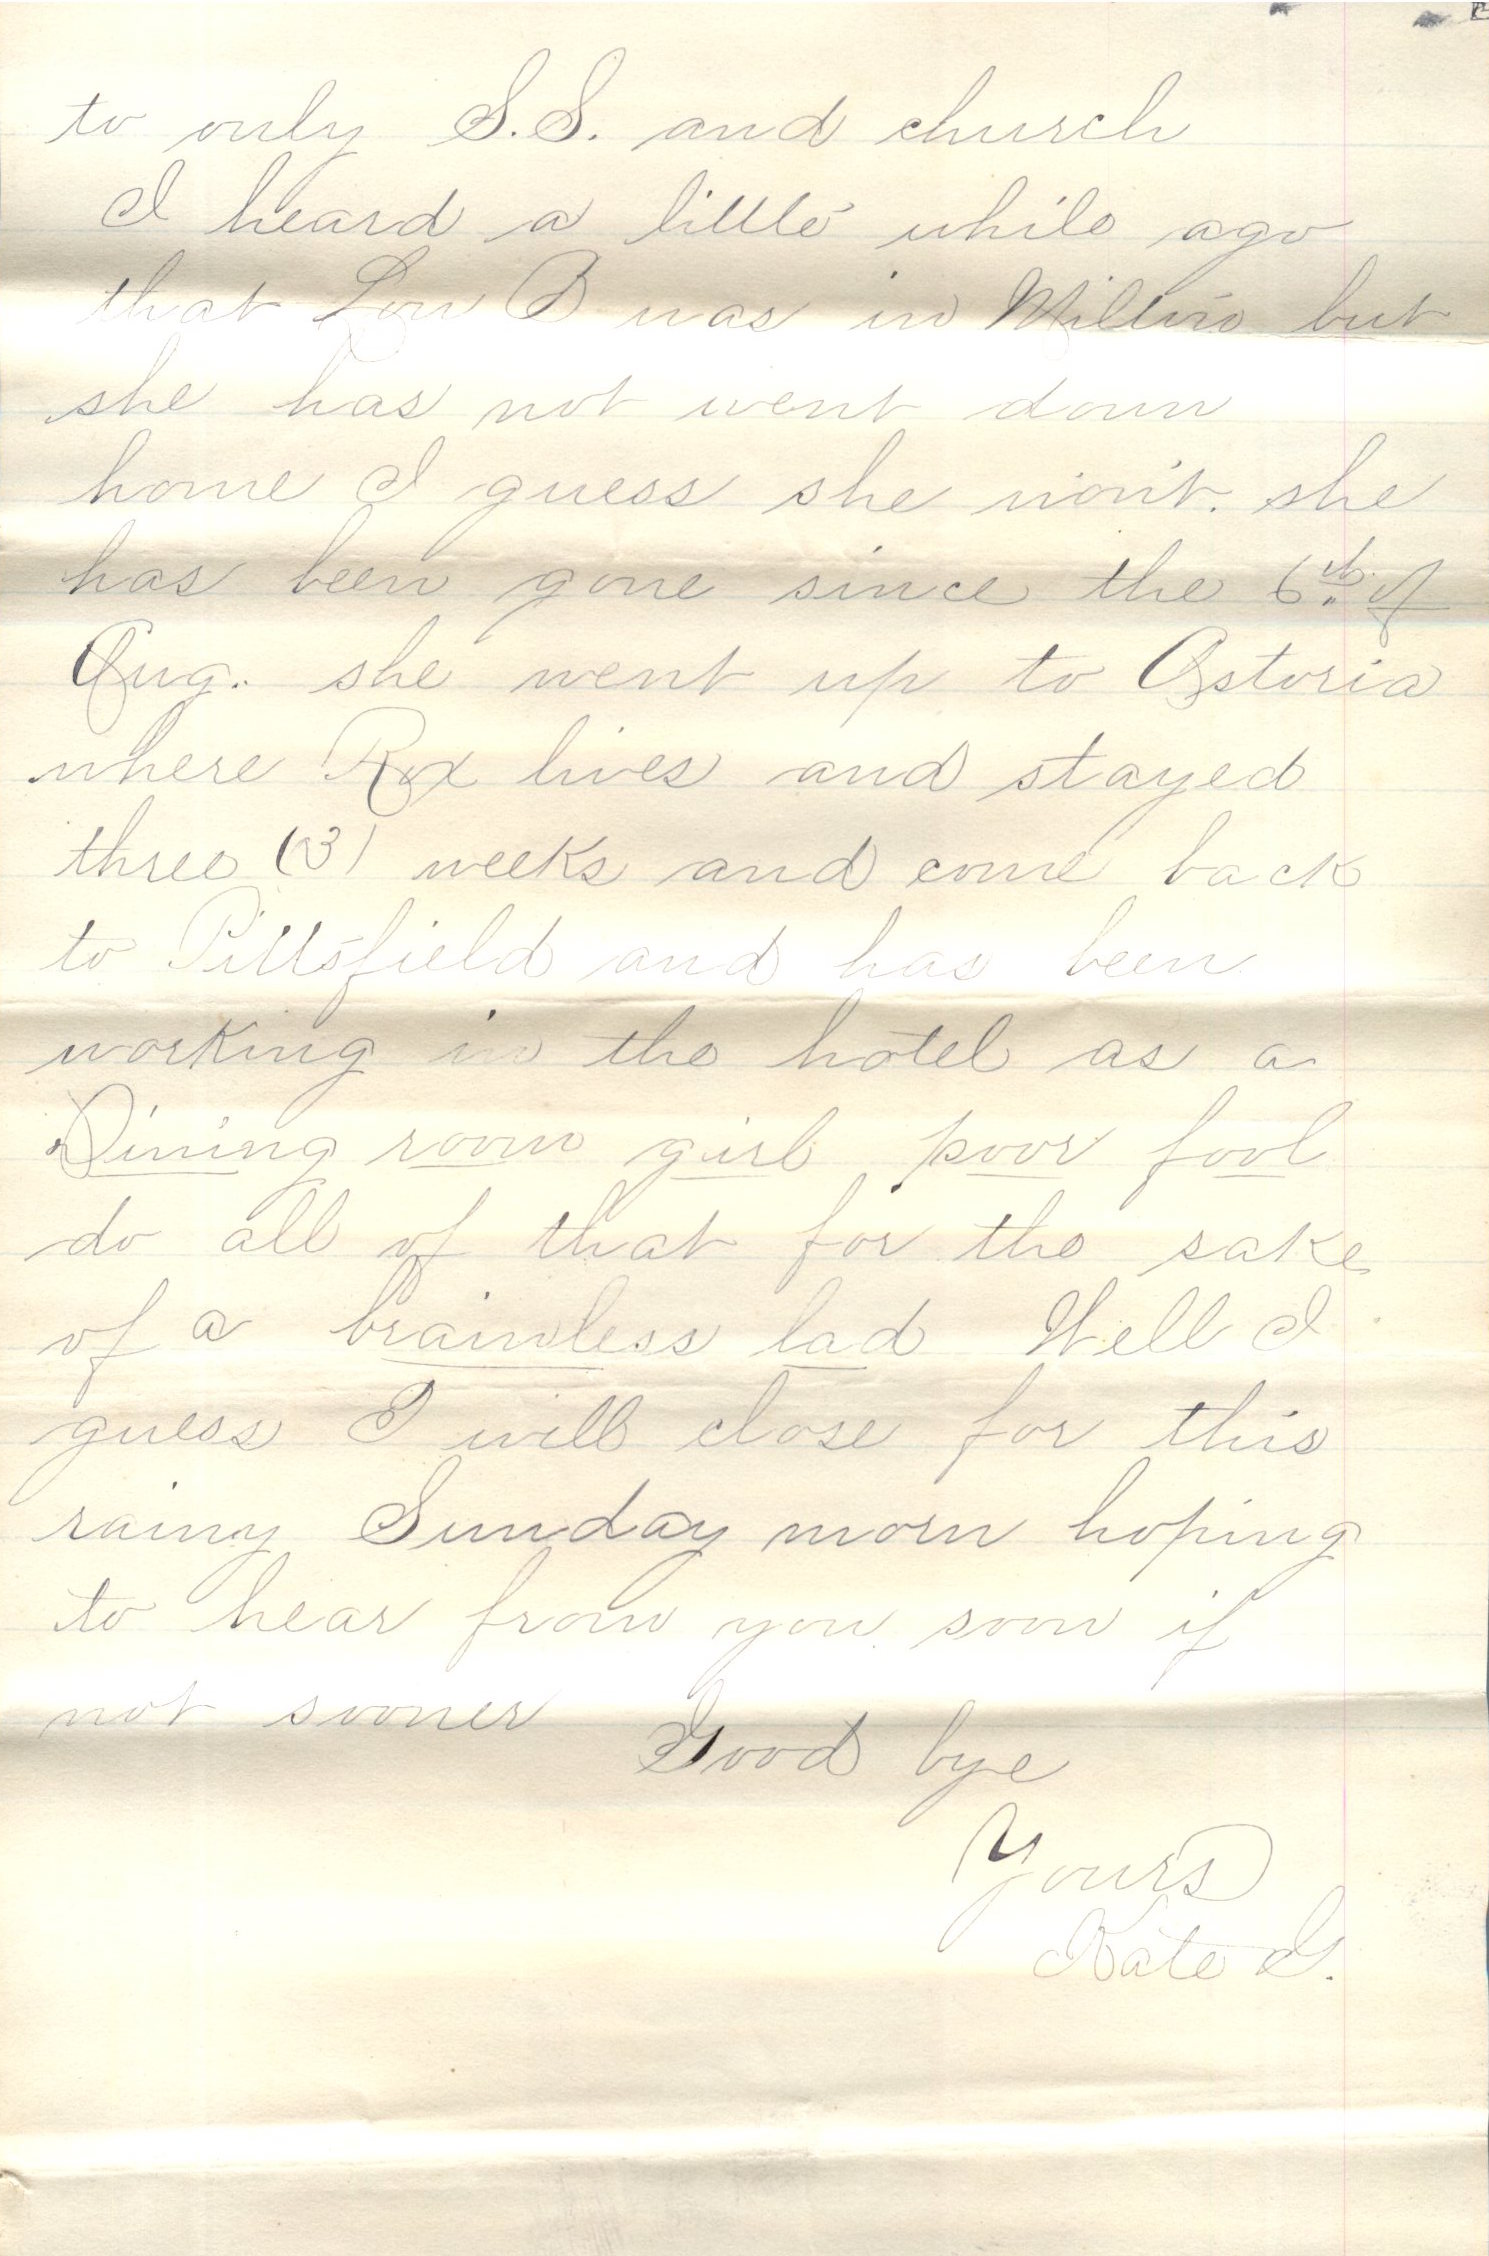 to only S.S. and church
I heard a little while ago
that Lou B was in Milton but
she has not went down
home I guess she won't. she
has been gone since the 6th of
Aug. she went up to Astoria
where Rod lives and stayed
three (3) weeks and come back
to Pittsfield and has been
working in the hotel as a
Dining room girl poor fool
do all of that for the sake
of a brainless lad Well I
guess I will close for this
rainy Sunday morn hoping
to hear from you soon if
not sooner Good bye
Yours
Kate G.